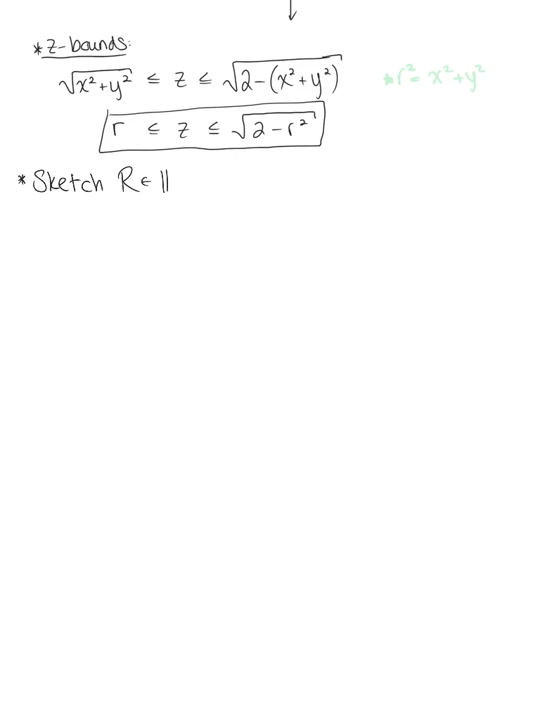 * z-bounds:
√(x²+y²) ≤ z ≤ √(2-(x²+y²))
* r² = x²+y²
r ≤ z ≤ √(2-r²)
* Sketch R ∈ ||